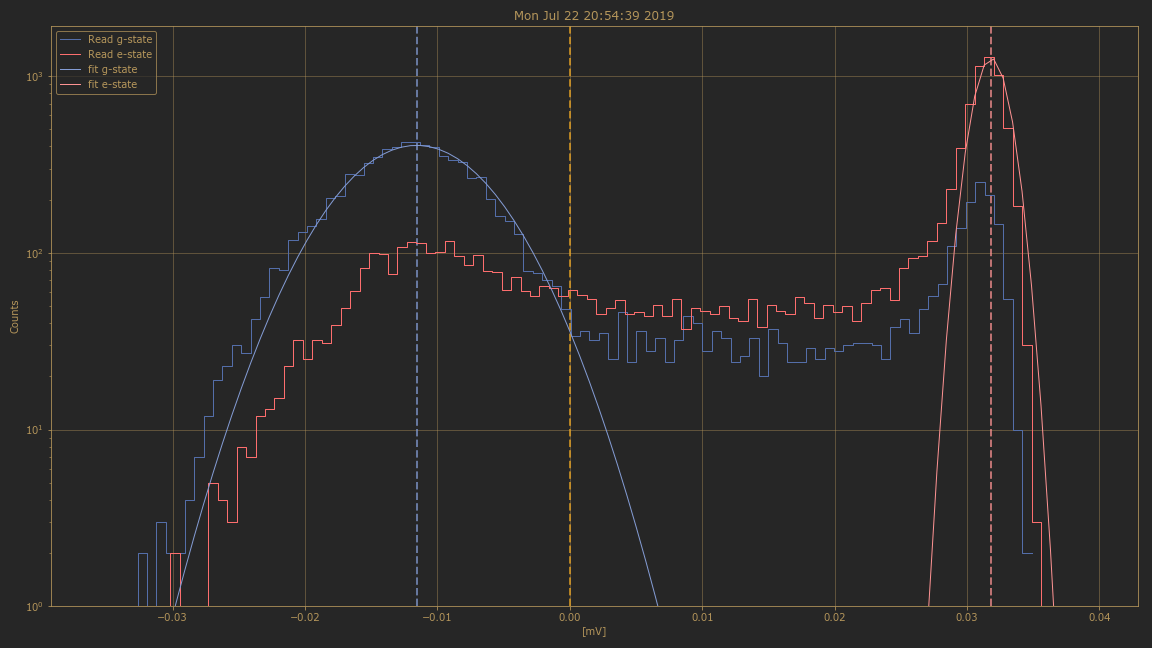 Mon Jul 22 20:54:39 2019
Read g-state
Read e-state
fit g-state
fit e-state
Counts
10³
10²
10¹
10⁰
−0.03
−0.02
−0.01
0.00
0.01
0.02
0.03
0.04
[mV]